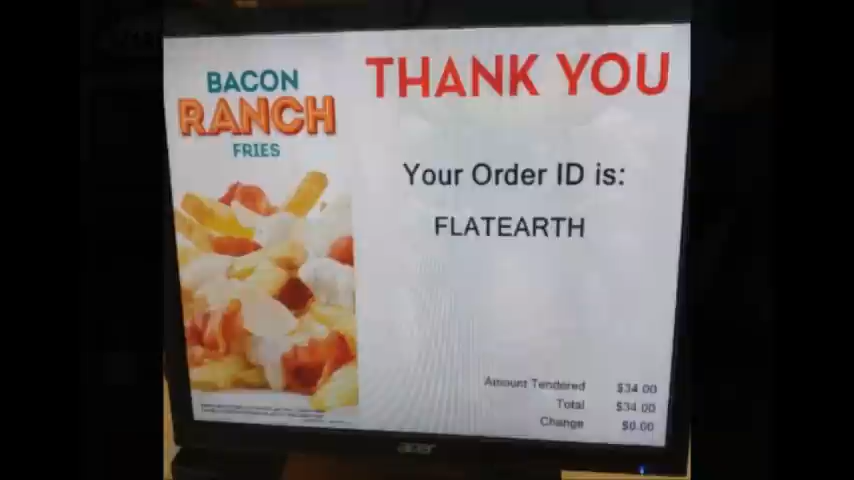 BACON
RANCH
FRIES
THANK YOU
Your Order ID is:
FLATEARTH
Amount Tendered $34.00
Total $34.00
Change $0.00
acer